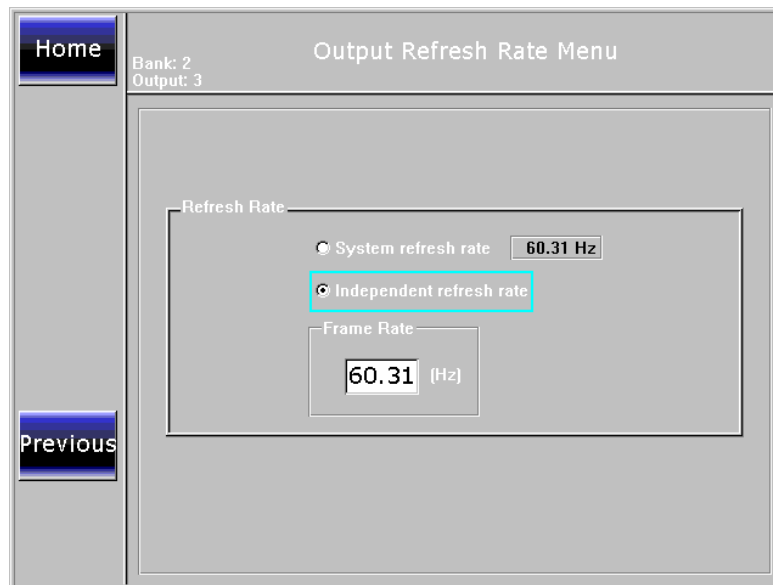 Home
Bank: 2
Output: 3
Output Refresh Rate Menu
Refresh Rate
System refresh rate 60.31 Hz
Independent refresh rate
Frame Rate
60.31 (Hz)
Previous